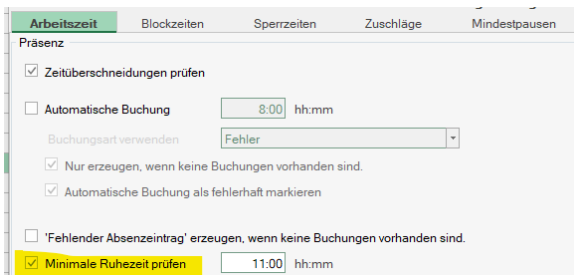 Arbeitszeit Blockzeiten Sperrzeiten Zuschläge Mindestpausen
Präsenz
Zeitüberschneidungen prüfen
Automatische Buchung 8:00 hh:mm
Buchungsart verwenden Fehler
Nur erzeugen, wenn keine Buchungen vorhanden sind.
Automatische Buchung als fehlerhaft markieren
'Fehlender Absenzeintrag' erzeugen, wenn keine Buchungen vorhanden sind.
Minimale Ruhezeit prüfen 11:00 hh:mm